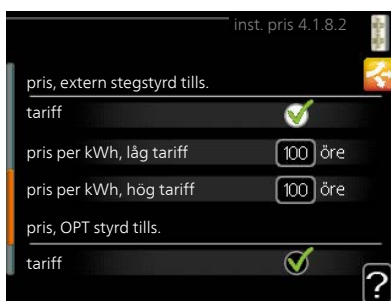 inst. pris 4.1.8.2
pris, extern stegstyrd tills.
tariff
pris per kWh, låg tariff 100 öre
pris per kWh, hög tariff 100 öre
pris, OPT styrd tills.
tariff
?